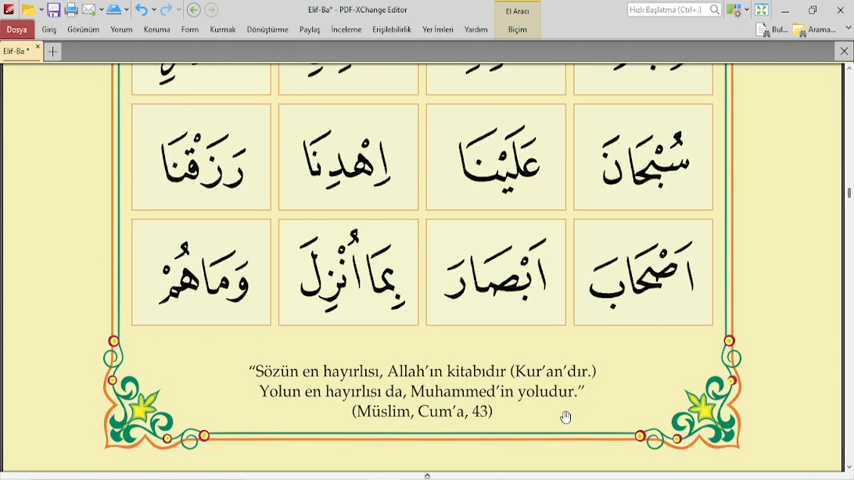 Elif-Ba* - PDF-XChange Editor
El Aracı
Hızlı Başlatma (Ctrl+.)
Dosya Giriş Görünüm Yorum Koruma Form Kurmak Dönüştürme Paylaş İnceleme Erişilebilirlik Yer İmleri Yardım Biçim Bul... Arama...
Elif-Ba *
سُبْحَانَ عَلَيْنَا اِهْدِنَا رَزَقْنَا
اَصْحَابَ اَبْصَارَ بِمَا اُنْزِلَ وَمَاهُمْ
“Sözün en hayırlısı, Allah’ın kitabıdır (Kur’an’dır.)
Yolun en hayırlısı da, Muhammed’in yoludur.”
(Müslim, Cum’a, 43)